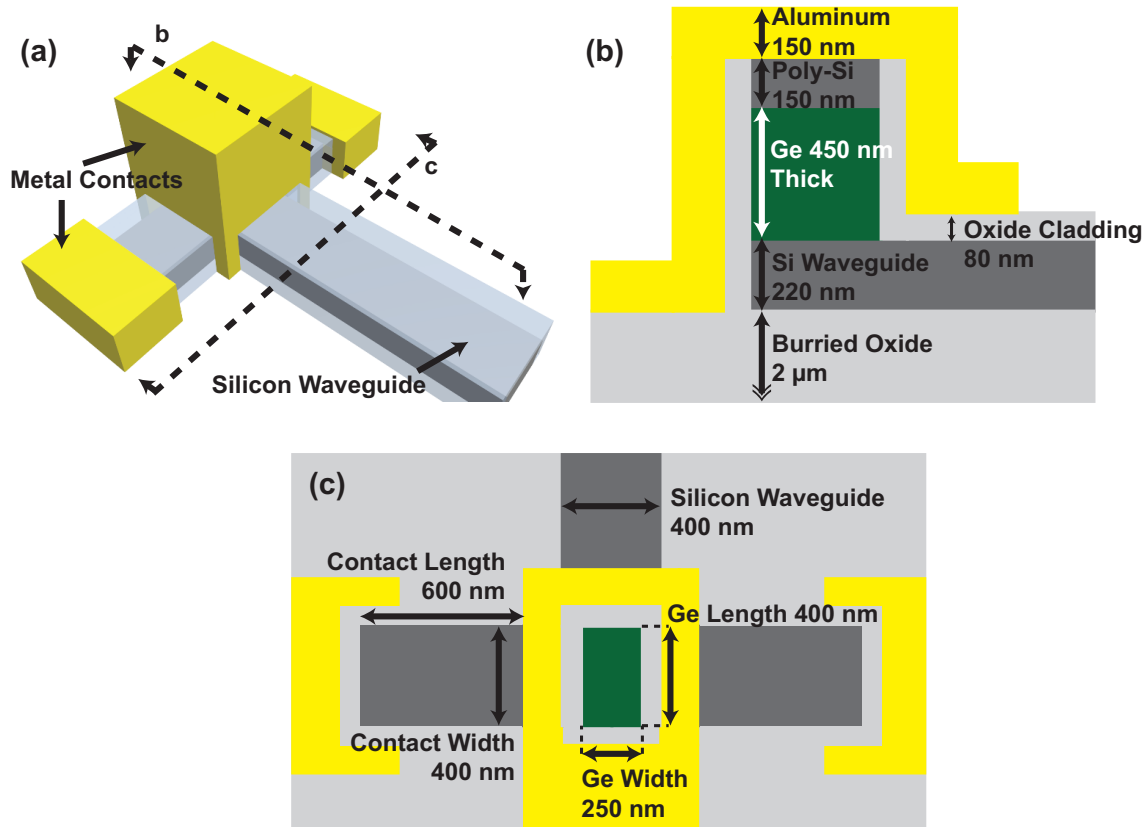 (a)
b
c
Metal Contacts
Silicon Waveguide
(b)
Aluminum
150 nm
Poly-Si
150 nm
Ge 450 nm
Thick
Oxide Cladding
80 nm
Si Waveguide
220 nm
Burried Oxide
2 µm
(c)
Silicon Waveguide
400 nm
Contact Length
600 nm
Ge Length 400 nm
Contact Width
400 nm
Ge Width
250 nm